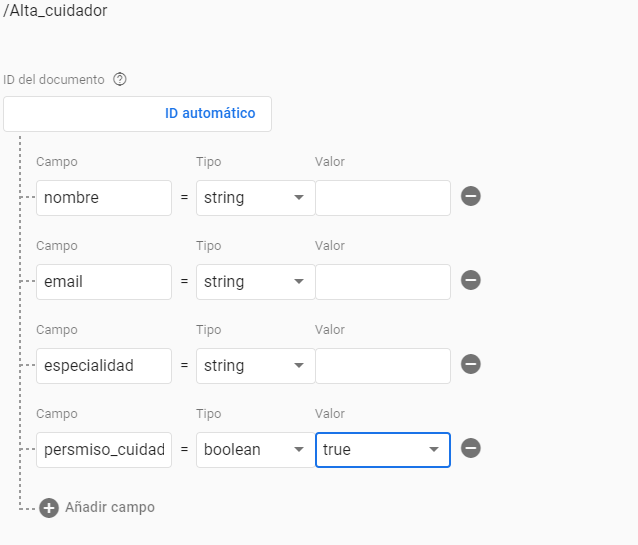 /Alta_cuidador
ID del documento
ID automático
Campo Tipo Valor
nombre = string
Campo Tipo Valor
email = string
Campo Tipo Valor
especialidad = string
Campo Tipo Valor
persmiso_cuidad = boolean true
Añadir campo